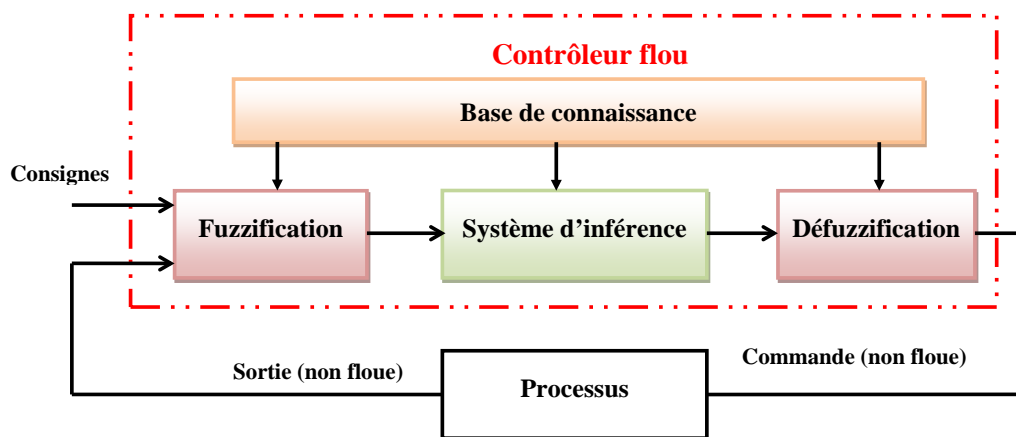 Contrôleur flou
Base de connaissance
Consignes
Fuzzification
Système d’inférence
Défuzzification
Sortie (non floue)
Commande (non floue)
Processus